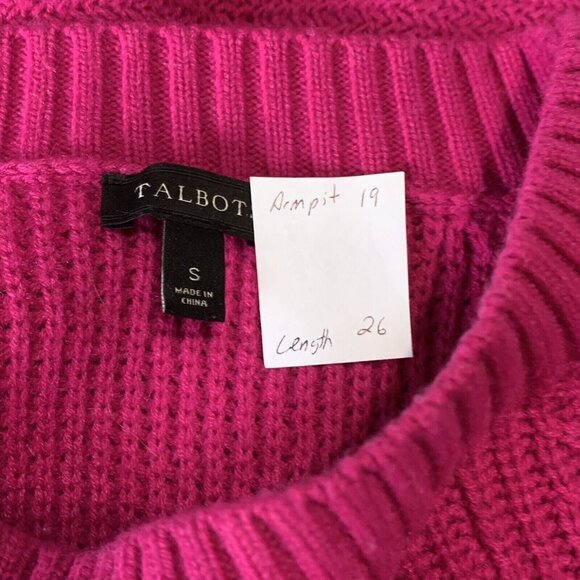 TALBOT
S
MADE IN
CHINA
Armpit 19
Length 26